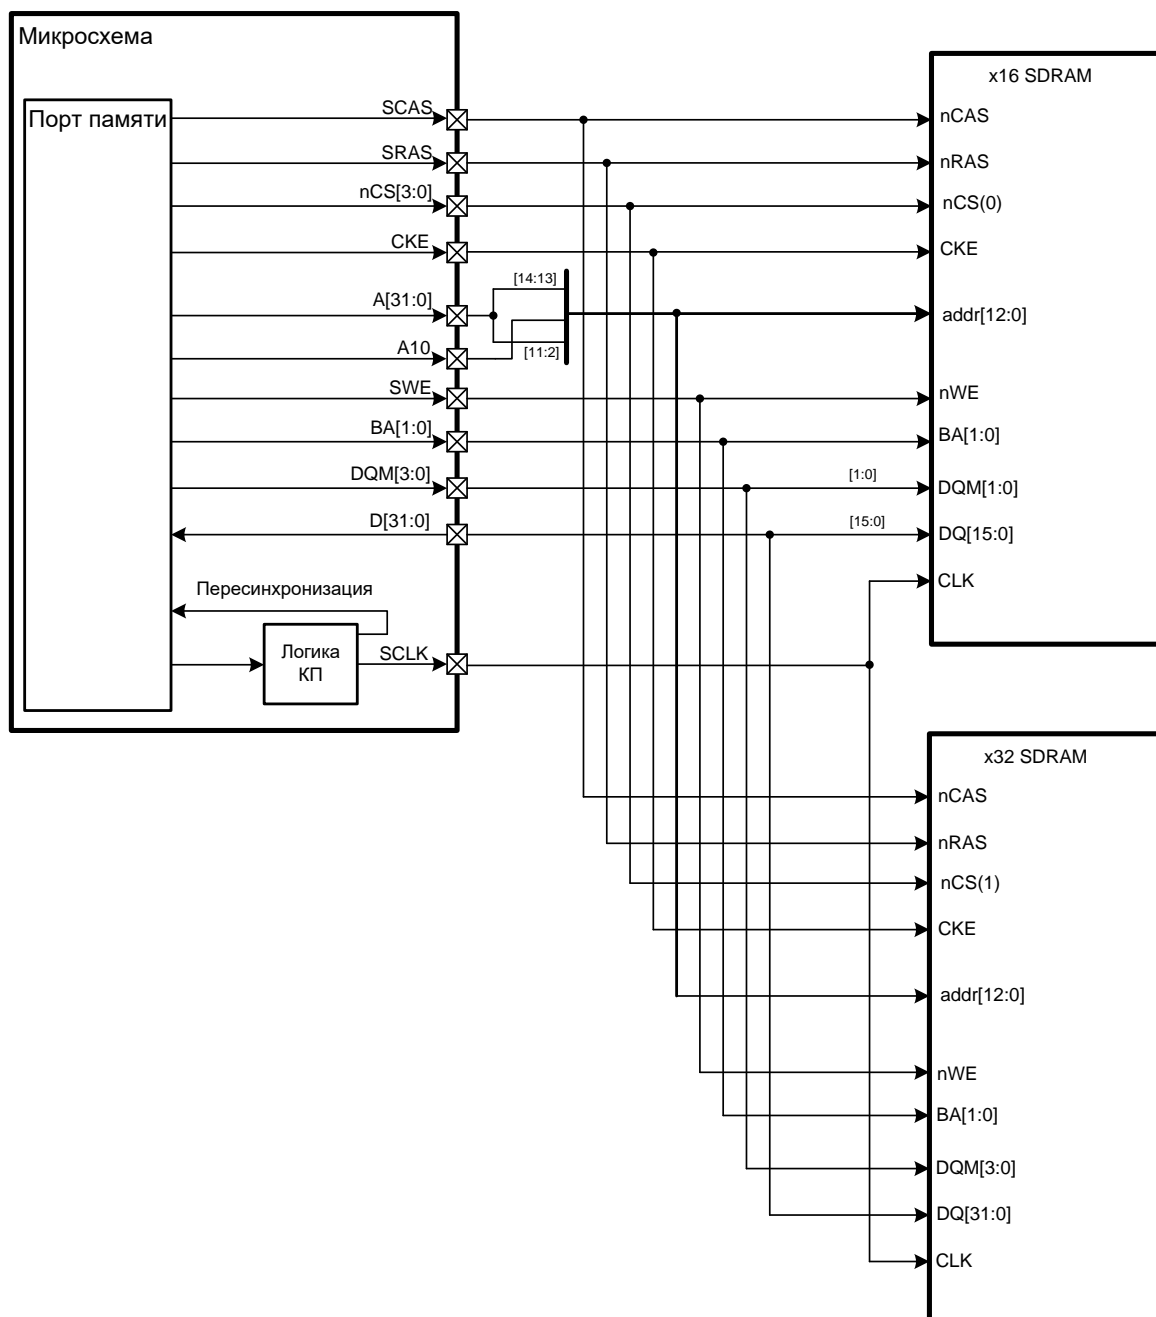 Микросхема
Порт памяти
SCAS
SRAS
nCS[3:0]
CKE
A[31:0]
A10
SWE
BA[1:0]
DQM[3:0]
D[31:0]
Пересинхронизация
Логика
КП
SCLK
[14:13]
[11:2]
[1:0]
[15:0]
x16 SDRAM
nCAS
nRAS
nCS(0)
CKE
addr[12:0]
nWE
BA[1:0]
DQM[1:0]
DQ[15:0]
CLK
x32 SDRAM
nCAS
nRAS
nCS(1)
CKE
addr[12:0]
nWE
BA[1:0]
DQM[3:0]
DQ[31:0]
CLK